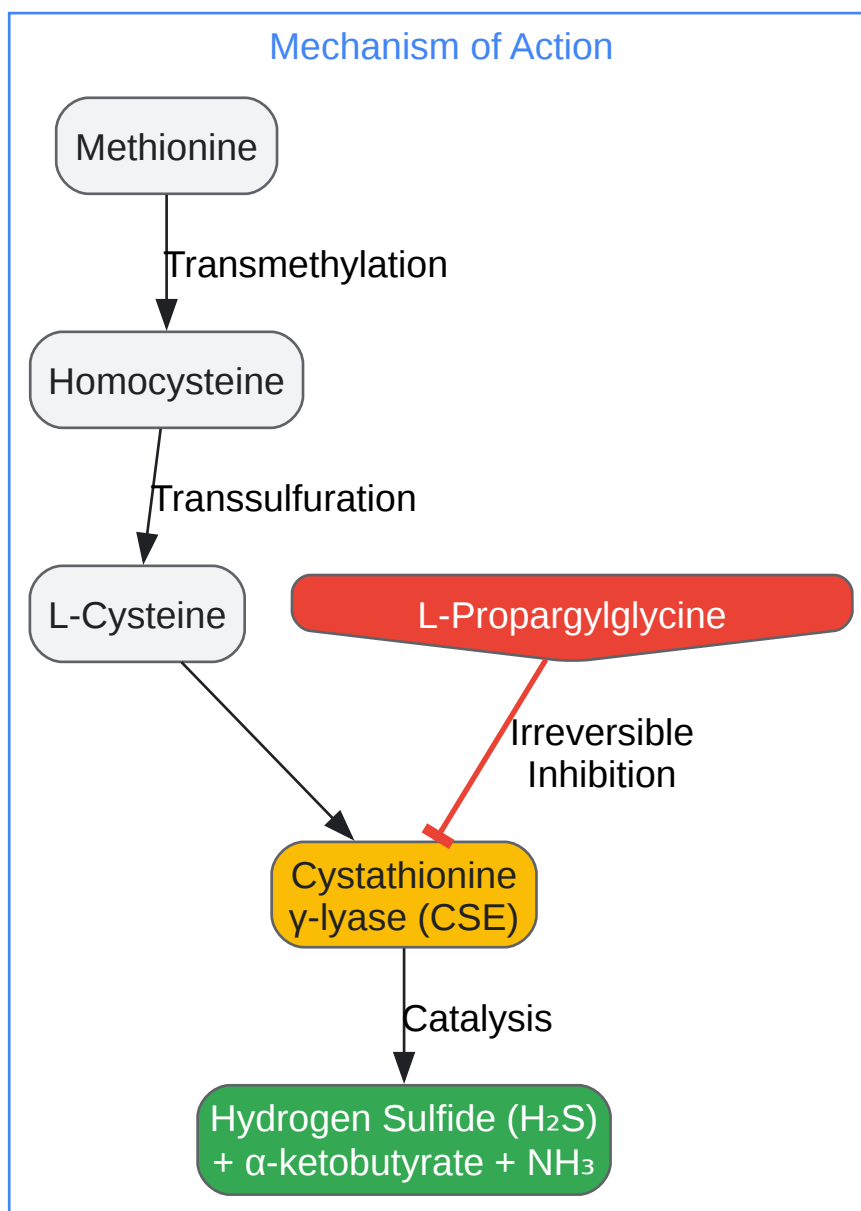 Mechanism of Action
Methionine
Transmethylation
Homocysteine
Transsulfuration
L-Cysteine
L-Propargylglycine
Irreversible
Inhibition
Cystathionine
γ-lyase (CSE)
Catalysis
Hydrogen Sulfide (H₂S)
+ α-ketobutyrate + NH₃